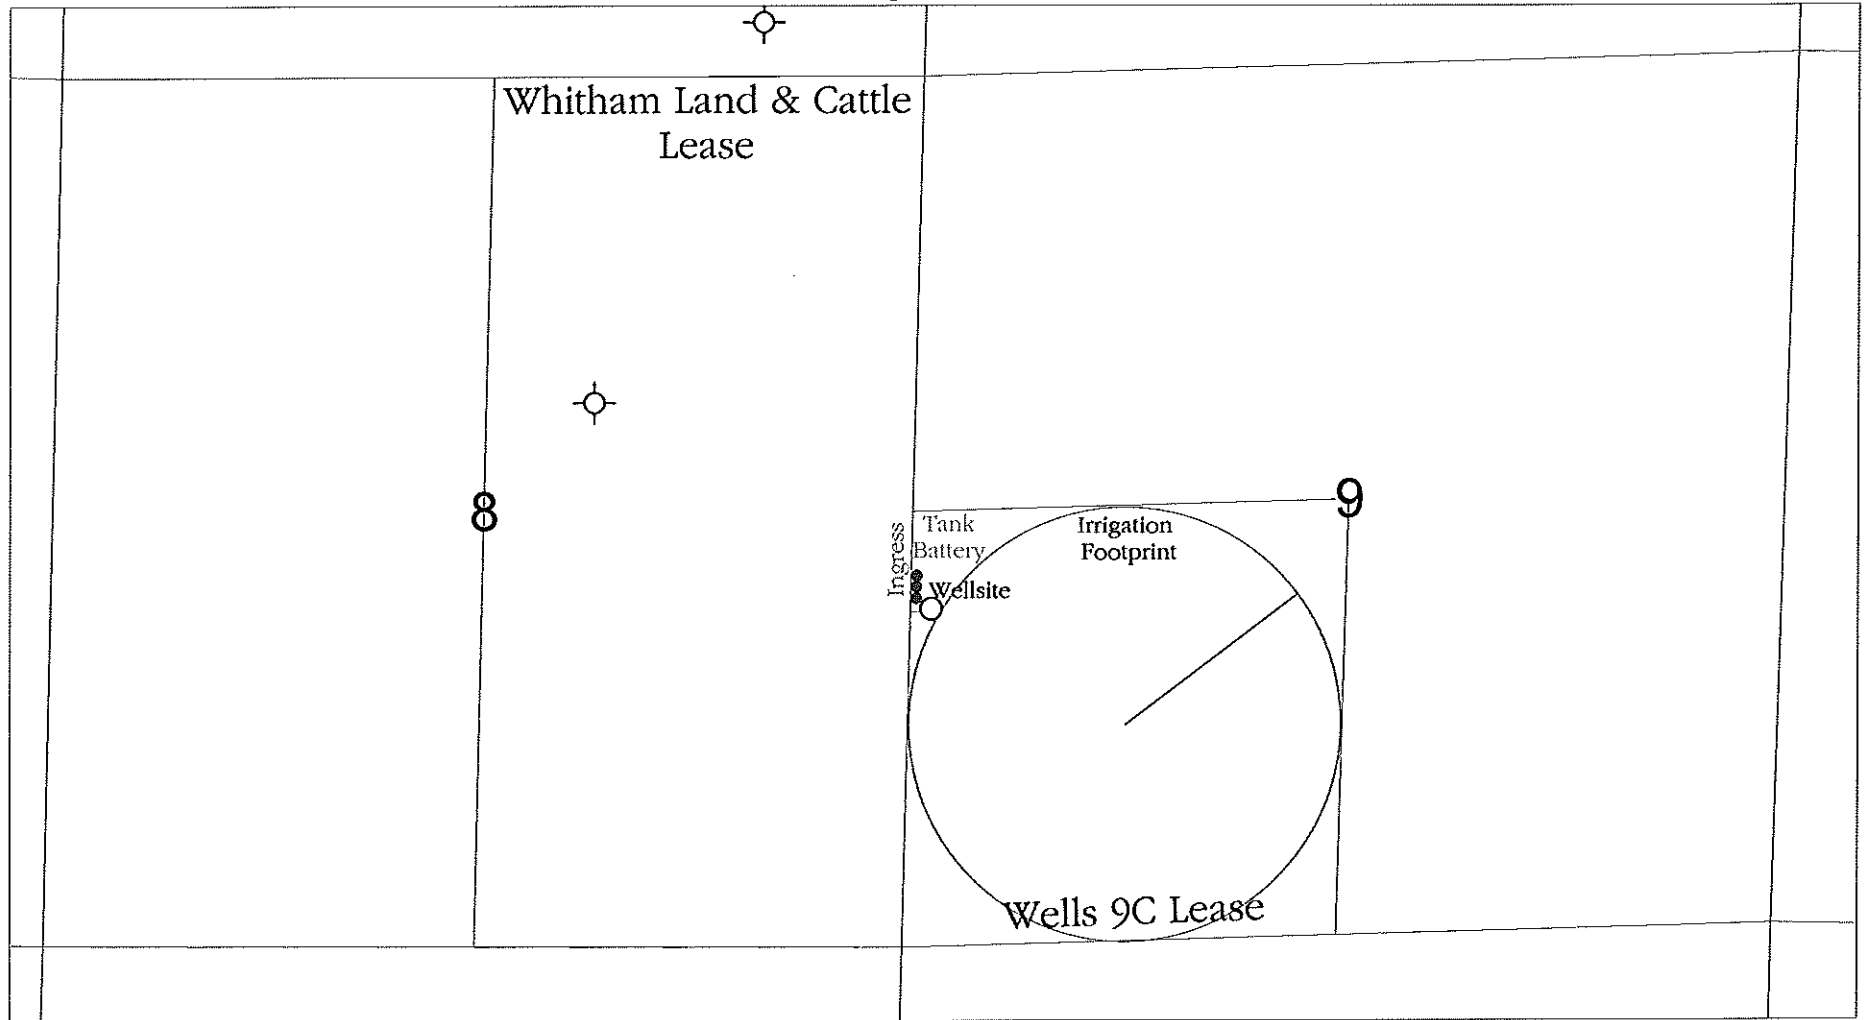 Whitham Land & Cattle
Lease
8
9
Ingress
Tank
Battery
Irrigation
Footprint
Wellsite
Wells 9C Lease